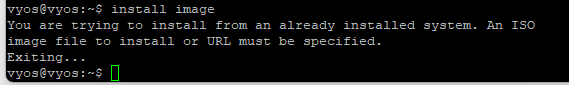 vyos@vyos:~$ install image
You are trying to install from an already installed system. An ISO
image file to install or URL must be specified.
Exiting...
vyos@vyos:~$